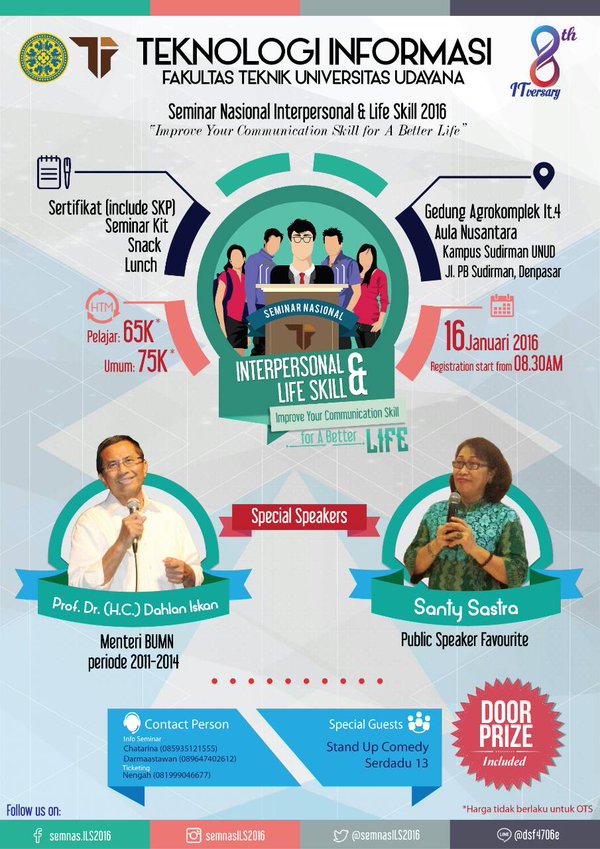 TEKNOLOGI INFORMASI
FAKULTAS TEKNIK UNIVERSITAS UDAYANA
8th
ITversary
Seminar Nasional Interpersonal & Life Skill 2016
"Improve Your Communication Skill for A Better Life"
Sertifikat (include SKP)
Seminar Kit
Snack
Lunch
Gedung Agrokomplek lt.4
Aula Nusantara
Kampus Sudirman UNUD
Jl. PB Sudirman, Denpasar
HTM
Pelajar: 65K*
Umum: 75K*
16 Januari 2016
Registration start from 08.30AM
SEMINAR NASIONAL
INTERPERSONAL &
LIFE SKILL
Improve Your Communication Skill
for A Better LIFE
Special Speakers
Prof. Dr. (H.C.) Dahlan Iskan
Menteri BUMN
periode 2011-2014
Santy Sastra
Public Speaker Favourite
Contact Person
Info Seminar
Chatarina (085935121555)
Darmaastawan (089647402612)
Ticketing
Nengah (081999046677)
Special Guests
Stand Up Comedy
Serdadu 13
DOOR
PRIZE
Included
Follow us on:
*Harga tidak berlaku untuk OTS
semnas.ILS2016
semnasILS2016
@semnasILS2016
LINE
@dsf4706e